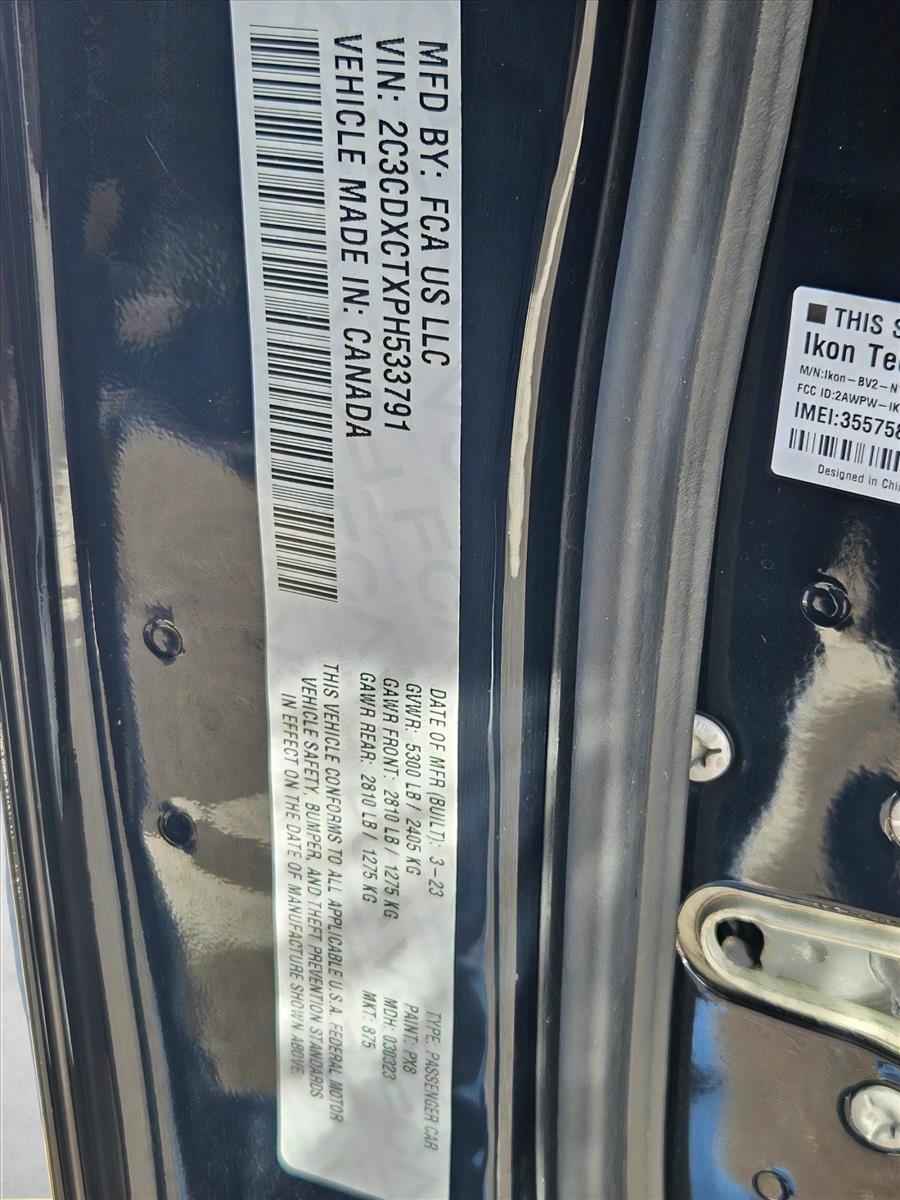 MFD BY: FCA US LLC
VIN: 2C3CDXCTXPH533791
VEHICLE MADE IN: CANADA
DATE OF MFR (BUILT): 3-23
GVWR: 5300 LB / 2405 KG
GAWR FRONT: 2810 LB / 1275 KG
GAWR REAR: 2810 LB / 1275 KG
TYPE: PASSENGER CAR
PAINT: PX8
MDH: 030323
MKT: 875
THIS VEHICLE CONFORMS TO ALL APPLICABLE U.S.A. FEDERAL MOTOR
VEHICLE SAFETY, BUMPER, AND THEFT PREVENTION STANDARDS
IN EFFECT ON THE DATE OF MANUFACTURE SHOWN ABOVE.
THIS S
Ikon Te
M/N:Ikon-BV2-N
FCC ID:2AWPW-IK
IMEI:355758
Designed in Chi